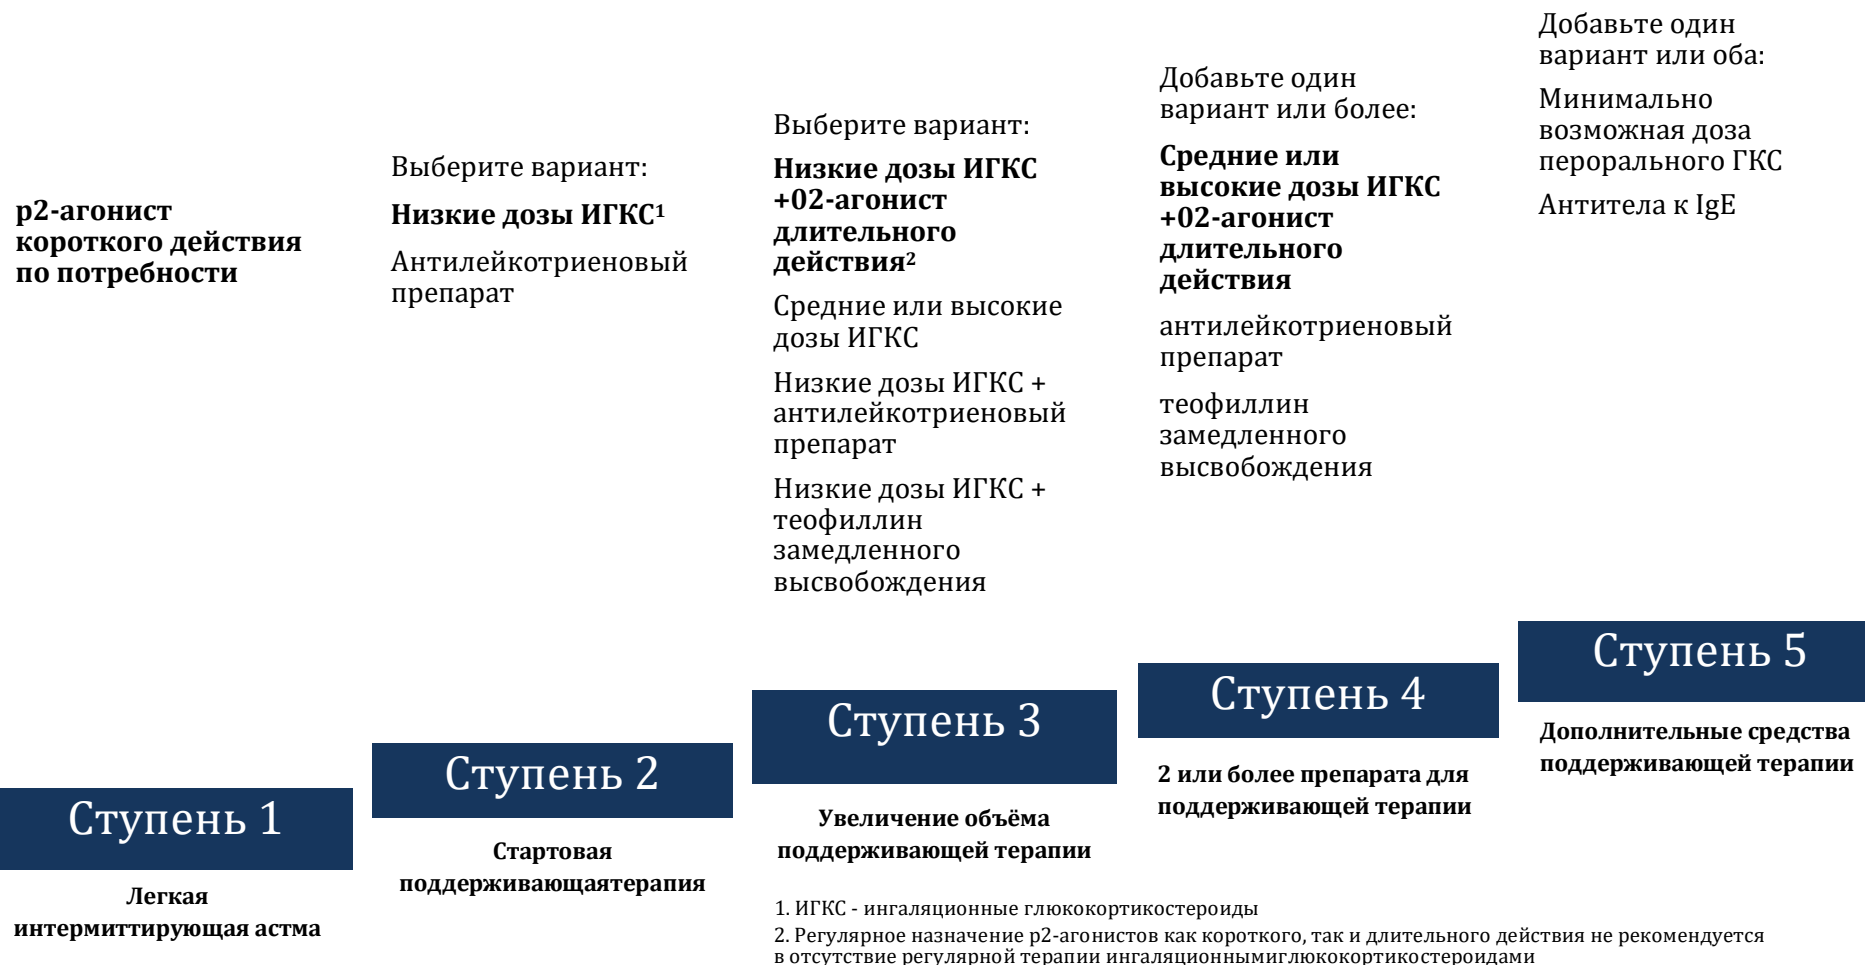 р2-агонист
короткого действия
по потребности
Ступень 1
Легкая
интермиттирующая астма
Выберите вариант:
Низкие дозы ИГКС1
Антилейкотриеновый
препарат
Ступень 2
Стартовая
поддерживающаятерапия
Выберите вариант:
Низкие дозы ИГКС
+02-агонист
длительного
действия2
Средние или высокие
дозы ИГКС
Низкие дозы ИГКС +
антилейкотриеновый
препарат
Низкие дозы ИГКС +
теофиллин
замедленного
высвобождения
Ступень 3
Увеличение объёма
поддерживающей терапии
Добавьте один
вариант или более:
Средние или
высокие дозы ИГКС
+02-агонист
длительного
действия
антилейкотриеновый
препарат
теофиллин
замедленного
высвобождения
Ступень 4
2 или более препарата для
поддерживающей терапии
Добавьте один
вариант или оба:
Минимально
возможная доза
перорального ГКС
Антитела к IgE
Ступень 5
Дополнительные средства
поддерживающей терапии
1. ИГКС - ингаляционные глюкокортикостероиды
2. Регулярное назначение р2-агонистов как короткого, так и длительного действия не рекомендуется
в отсутствие регулярной терапии ингаляционнымиглюкокортикостероидами